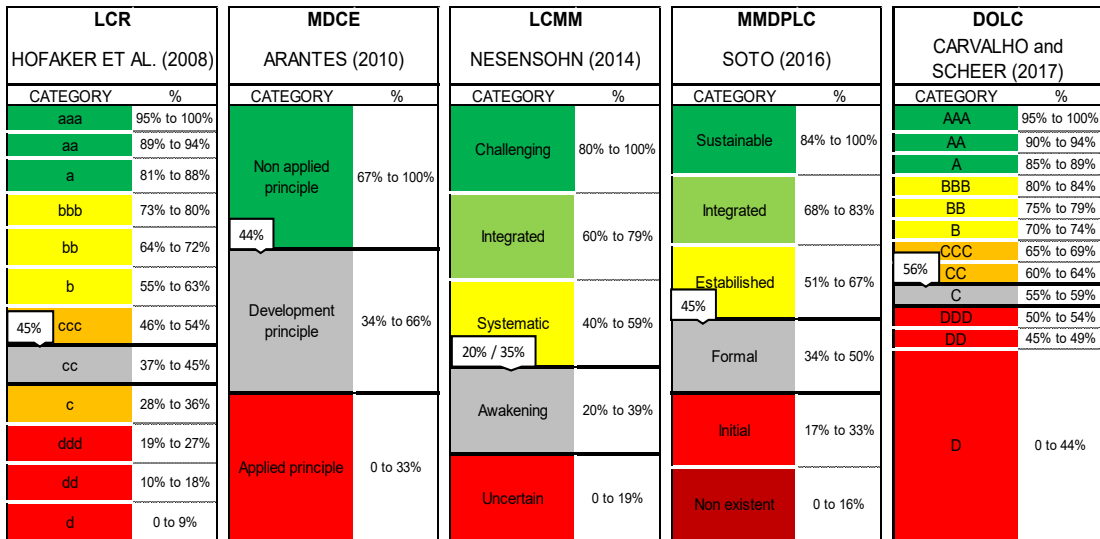 LCR
HOFAKER ET AL. (2008)
CATEGORY %
aaa 95% to 100%
aa 89% to 94%
a 81% to 88%
bbb 73% to 80%
bb 64% to 72%
b 55% to 63%
45%
ccc 46% to 54%
cc 37% to 45%
c 28% to 36%
ddd 19% to 27%
dd 10% to 18%
d 0 to 9%
MDCE
ARANTES (2010)
CATEGORY %
Non applied
principle
67% to 100%
44%
Development
principle
34% to 66%
Applied principle 0 to 33%
LCMM
NESENSOHN (2014)
CATEGORY %
Challenging 80% to 100%
Integrated 60% to 79%
Systematic 40% to 59%
20% / 35%
Awakening 20% to 39%
Uncertain 0 to 19%
MMDPLC
SOTO (2016)
CATEGORY %
Sustainable 84% to 100%
Integrated 68% to 83%
Estabilished 51% to 67%
45%
Formal 34% to 50%
Initial 17% to 33%
Non existent 0 to 16%
DOLC
CARVALHO and
SCHEER (2017)
CATEGORY %
AAA 95% to 100%
AA 90% to 94%
A 85% to 89%
BBB 80% to 84%
BB 75% to 79%
B 70% to 74%
CCC 65% to 69%
56%
CC 60% to 64%
C 55% to 59%
DDD 50% to 54%
DD 45% to 49%
D 0 to 44%